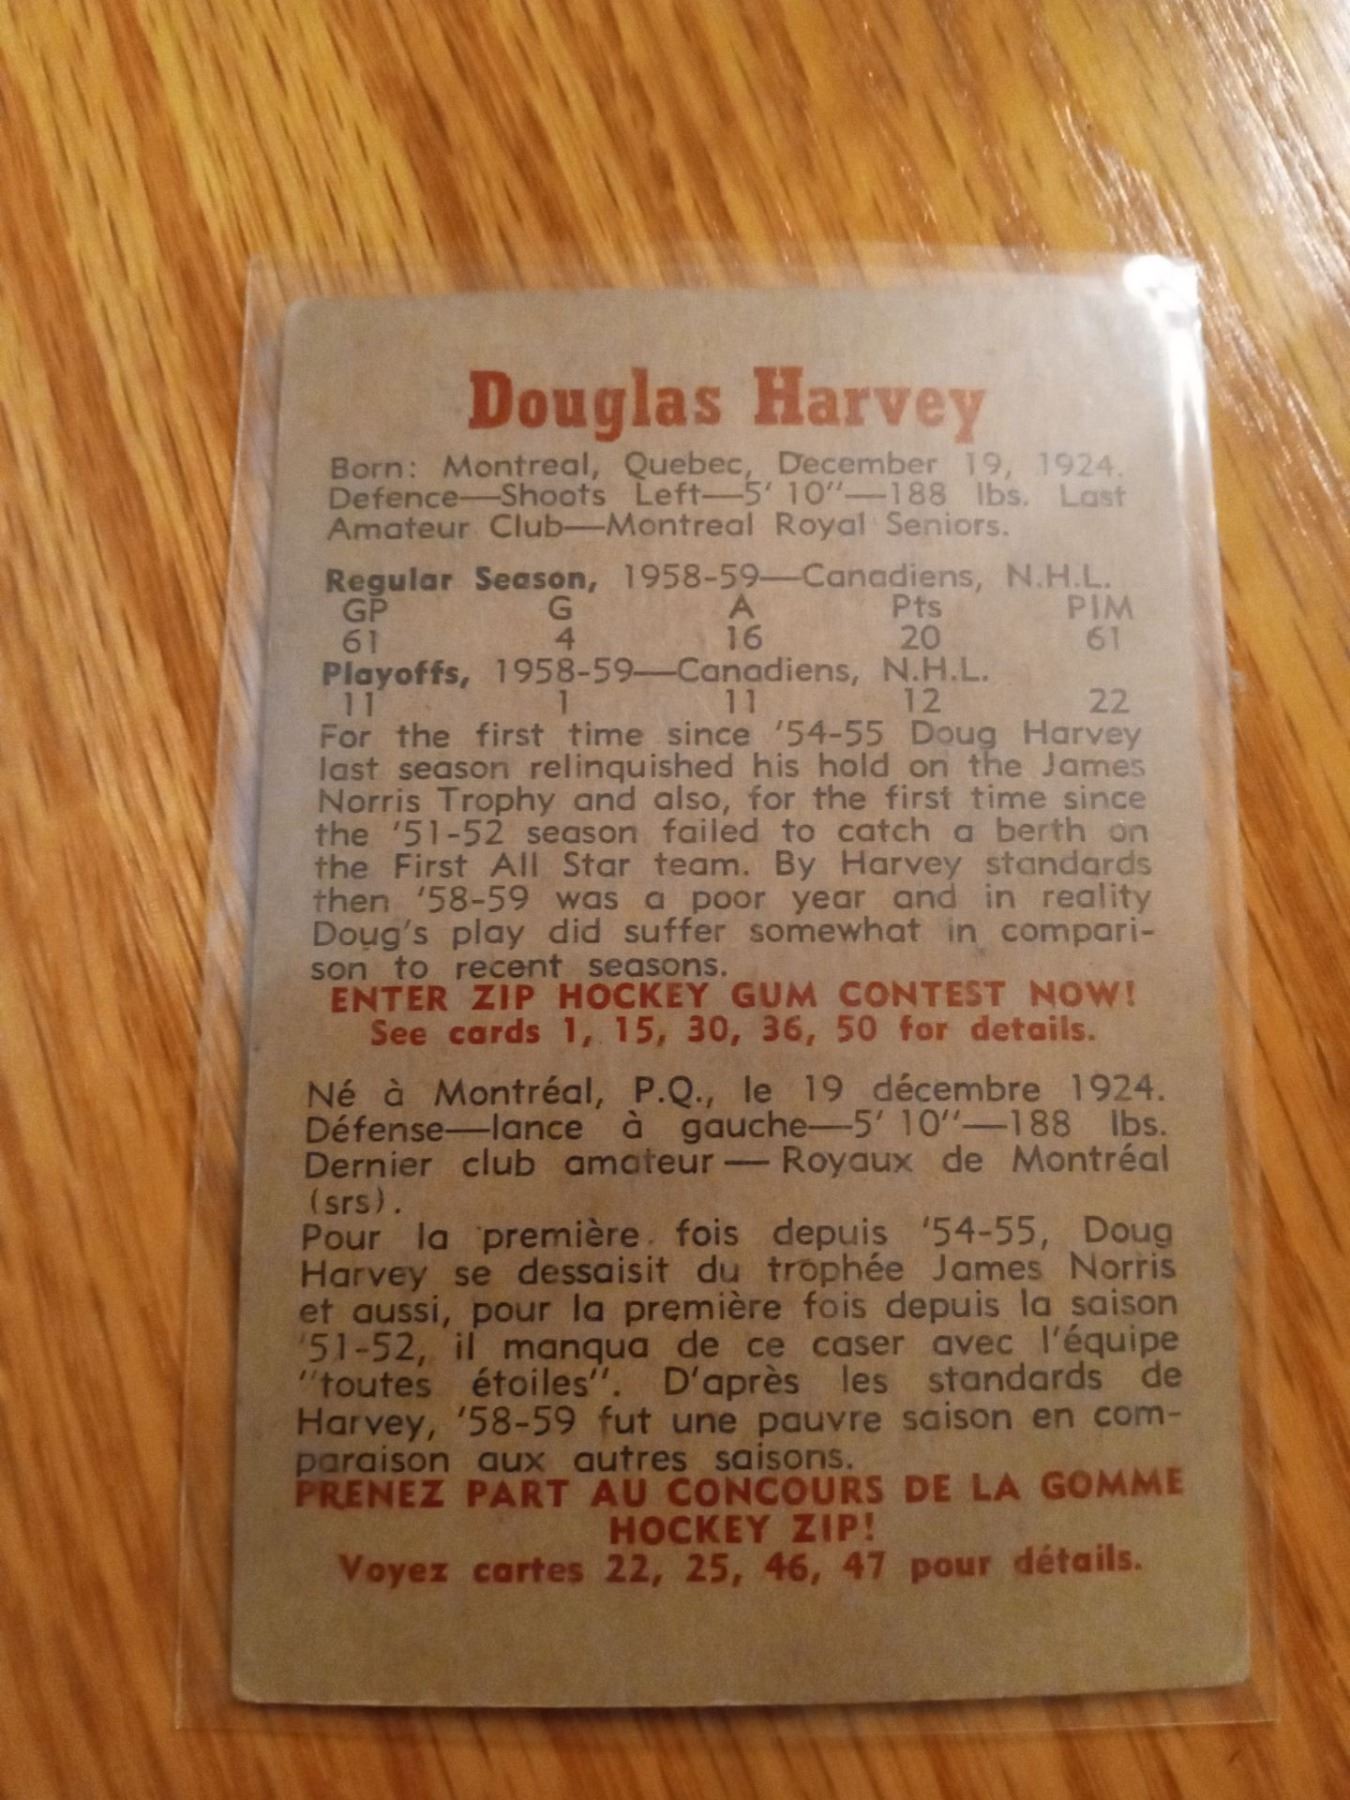 Douglas Harvey
Born: Montreal, Quebec, December 19, 1924.
Defence—Shoots Left—5' 10"—188 lbs. Last
Amateur Club—Montreal Royal Seniors.
Regular Season, 1958-59—Canadiens, N.H.L.
GP G A Pts PIM
61 4 16 20 61
Playoffs, 1958-59—Canadiens, N.H.L.
11 1 11 12 22
For the first time since '54-55 Doug Harvey
last season relinquished his hold on the James
Norris Trophy and also, for the first time since
the '51-52 season failed to catch a berth on
the First All Star team. By Harvey standards
then '58-59 was a poor year and in reality
Doug's play did suffer somewhat in compari-
son to recent seasons.
ENTER ZIP HOCKEY GUM CONTEST NOW!
See cards 1, 15, 30, 36, 50 for details.
Né à Montréal, P.Q., le 19 décembre 1924.
Défense—lance à gauche—5' 10"—188 lbs.
Dernier club amateur — Royaux de Montréal
(srs).
Pour la première fois depuis '54-55, Doug
Harvey se dessaisit du trophée James Norris
et aussi, pour la première fois depuis la saison
'51-52, il manqua de ce caser avec l'équipe
"toutes étoiles". D'après les standards de
Harvey, '58-59 fut une pauvre saison en com-
paraison aux autres saisons.
PRENEZ PART AU CONCOURS DE LA GOMME
HOCKEY ZIP!
Voyez cartes 22, 25, 46, 47 pour détails.